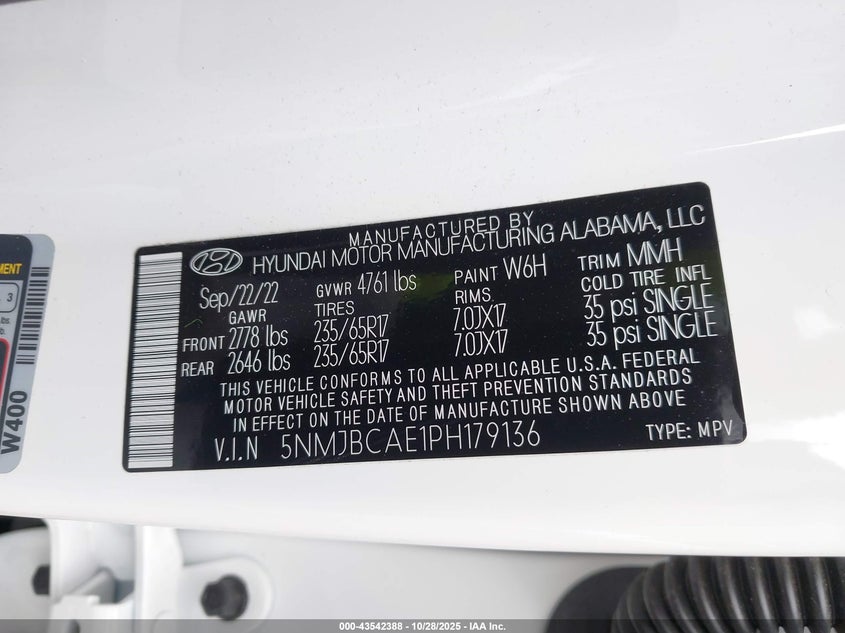 MANUFACTURED BY
HYUNDAI MOTOR MANUFACTURING ALABAMA, LLC
Sep/22/22 GVWR 4761 lbs PAINT W6H TRIM MMH
GAWR TIRES RIMS COLD TIRE INFL
FRONT 2778 lbs 235/65R17 7.0JX17 35 psi SINGLE
REAR 2646 lbs 235/65R17 7.0JX17 35 psi SINGLE
THIS VEHICLE CONFORMS TO ALL APPLICABLE U.S.A. FEDERAL
MOTOR VEHICLE SAFETY AND THEFT PREVENTION STANDARDS
IN EFFECT ON THE DATE OF MANUFACTURE SHOWN ABOVE
V.I.N 5NMJBCAE1PH179136 TYPE: MPV
MENT
3
lbs.
lb.
W400
000-43542388 - 10/28/2025 - IAA Inc.